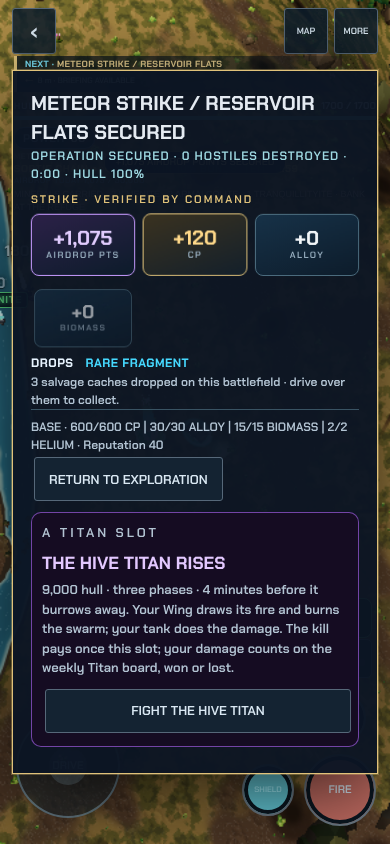 <
MAP
MORE
NEXT · METEOR STRIKE / RESERVOIR FLATS
METEOR STRIKE / RESERVOIR
FLATS SECURED
OPERATION SECURED · 0 HOSTILES DESTROYED ·
0:00 · HULL 100%
STRIKE · VERIFIED BY COMMAND
+1,075
AIRDROP PTS
+120
CP
+0
ALLOY
+0
BIOMASS
DROPS RARE FRAGMENT
3 salvage caches dropped on this battlefield · drive over
them to collect.
BASE · 600/600 CP | 30/30 ALLOY | 15/15 BIOMASS | 2/2
HELIUM · Reputation 40
RETURN TO EXPLORATION
A TITAN SLOT
THE HIVE TITAN RISES
9,000 hull · three phases · 4 minutes before it
burrows away. Your Wing draws its fire and burns
the swarm; your tank does the damage. The kill
pays once this slot; your damage counts on the
weekly Titan board, won or lost.
FIGHT THE HIVE TITAN
SHIELD
FIRE